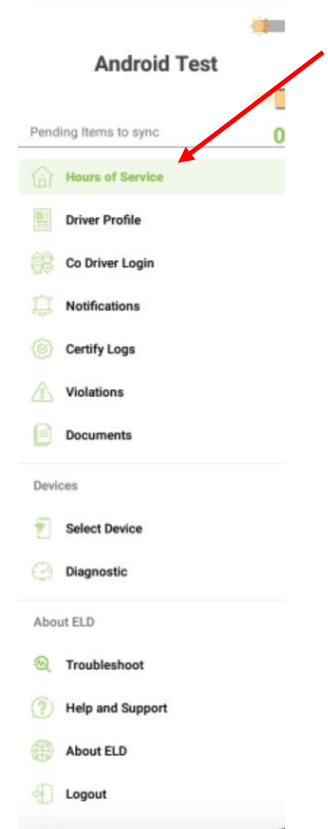 Android Test
Pending Items to sync 0
Hours of Service
Driver Profile
Co Driver Login
Notifications
Certify Logs
Violations
Documents
Devices
Select Device
Diagnostic
About ELD
Troubleshoot
Help and Support
About ELD
Logout